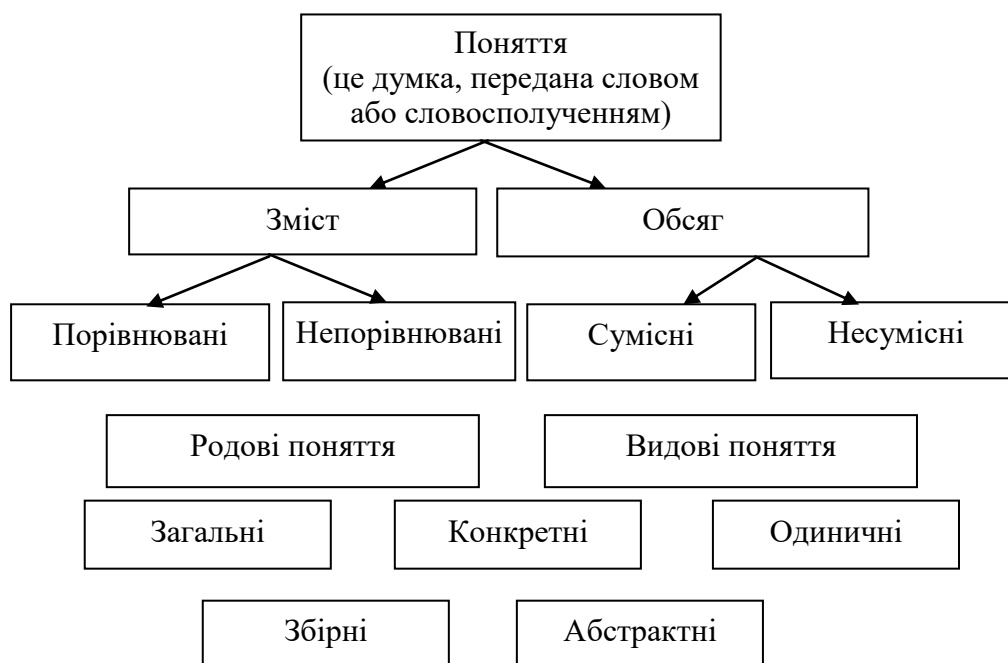 Поняття
(це думка, передана словом
або словосполученням)
Зміст
Обсяг
Порівнювані
Непорівнювані
Сумісні
Несумісні
Родові поняття
Видові поняття
Загальні
Конкретні
Одиничні
Збірні
Абстрактні